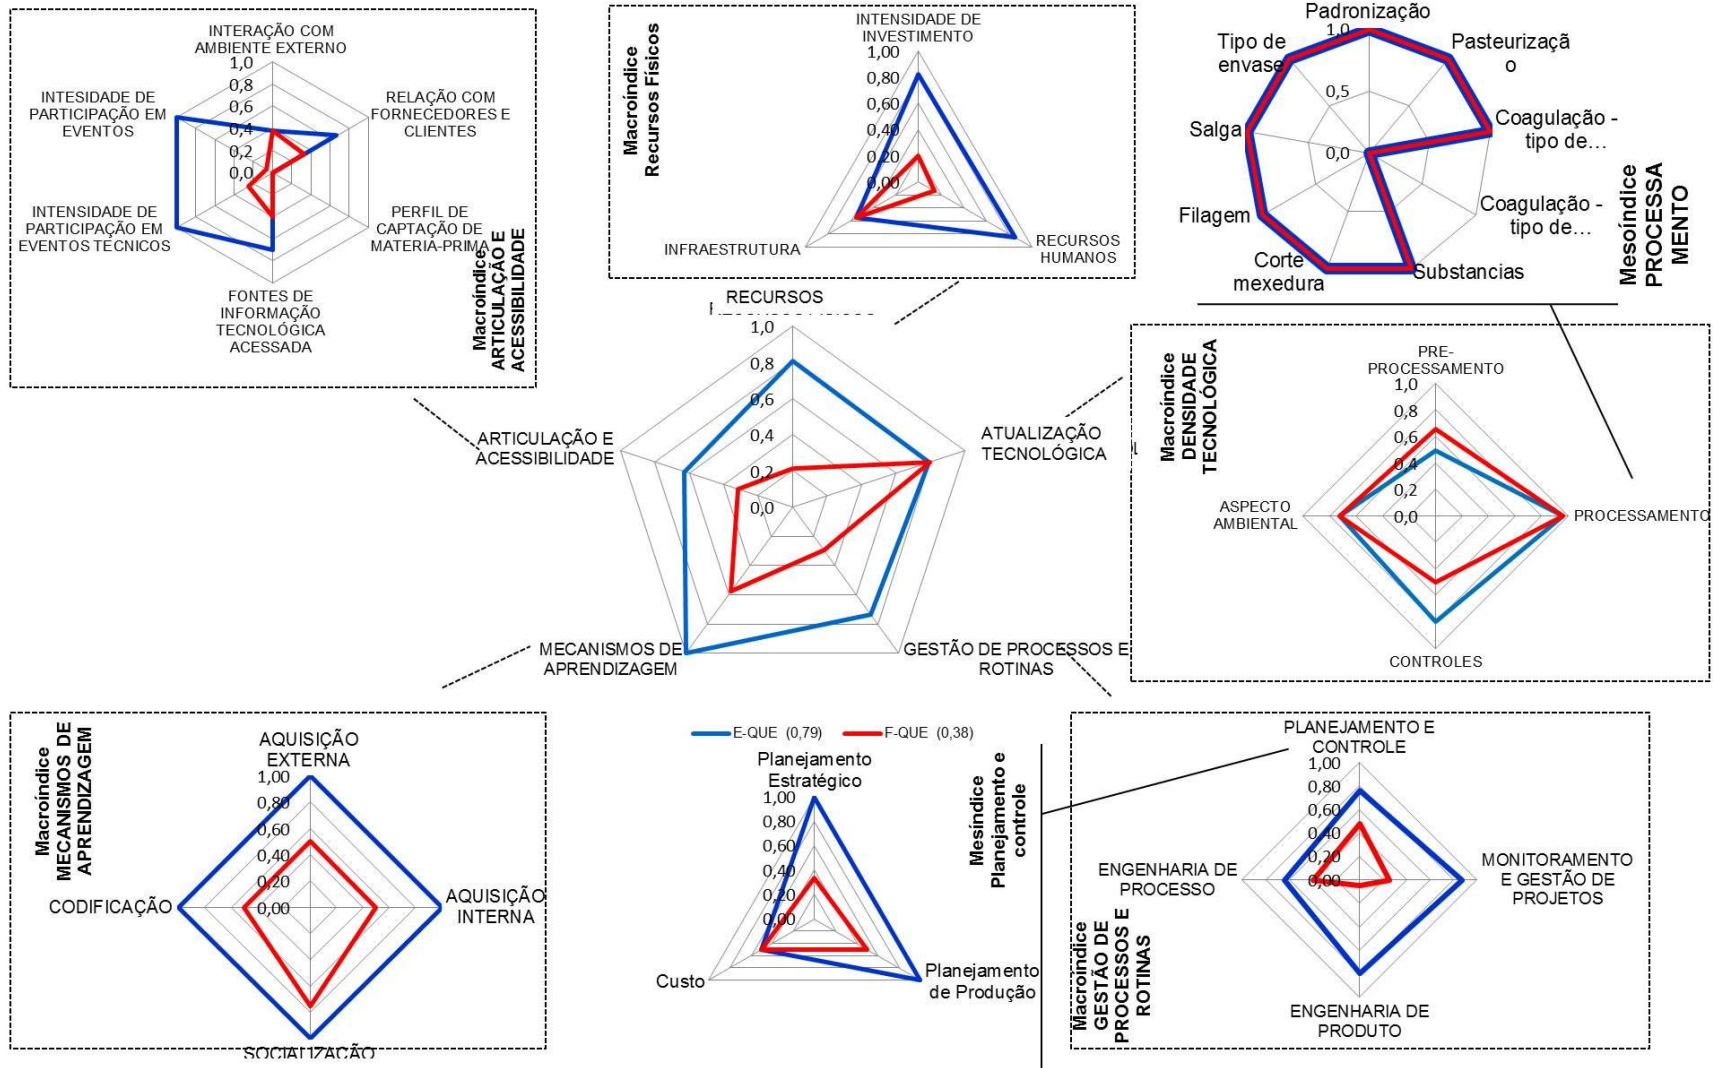 INTERAÇÃO COM
AMBIENTE EXTERNO
1,0
0,8
0,6
0,4
0,2
0,0
RELAÇÃO COM
FORNECEDORES E
CLIENTES
PERFIL DE
CAPTAÇÃO DE
MATERIA-PRIMA
FONTES DE
INFORMAÇÃO
TECNOLÓGICA
ACESSADA
INTENSIDADE DE
PARTICIPAÇÃO EM
EVENTOS TECNICOS
INTESIDADE DE
PARTICIPAÇÃO EM
EVENTOS
Macroíndice
ARTICULAÇÃO E
ACESSIBILIDADE
Macroíndice
Recursos Físicos
INTENSIDADE DE
INVESTIMENTO
1,00
0,80
0,60
0,40
0,20
0,00
RECURSOS
HUMANOS
INFRAESTRUTURA
Padronização
1,0
0,5
0,0
Pasteurizaçã
o
Coagulação -
tipo de...
Coagulação -
tipo de...
Substancias
Corte
mexedura
Filagem
Salga
Tipo de
envase
Mesoíndice
PROCESSA
MENTO
RECURSOS
1,0
0,8
0,6
0,4
0,2
0,0
ATUALIZAÇÃO
TECNOLÓGICA
GESTÃO DE PROCESSOS E
ROTINAS
MECANISMOS DE
APRENDIZAGEM
ARTICULAÇÃO E
ACESSIBILIDADE
E-QUE (0,79)
F-QUE (0,38)
Macroíndice
DENSIDADE
TECNOLÓGICA
PRE-
PROCESSAMENTO
1,0
0,8
0,6
0,4
0,2
0,0
PROCESSAMENTO
CONTROLES
ASPECTO
AMBIENTAL
Macroíndice
MECANISMOS DE
APRENDIZAGEM
AQUISIÇÃO
EXTERNA
1,00
0,80
0,60
0,40
0,20
0,00
AQUISIÇÃO
INTERNA
SOCIALIZAÇÃO
CODIFICAÇÃO
Planejamento
Estratégico
1,00
0,80
0,60
0,40
0,20
0,00
Planejamento
de Produção
Custo
Mesíndice
Planejamento e
controle
PLANEJAMENTO E
CONTROLE
1,00
0,80
0,60
0,40
0,20
0,00
MONITORAMENTO
E GESTÃO DE
PROJETOS
ENGENHARIA DE
PRODUTO
ENGENHARIA DE
PROCESSO
Macroíndice
GESTÃO DE
PROCESSOS E
ROTINAS